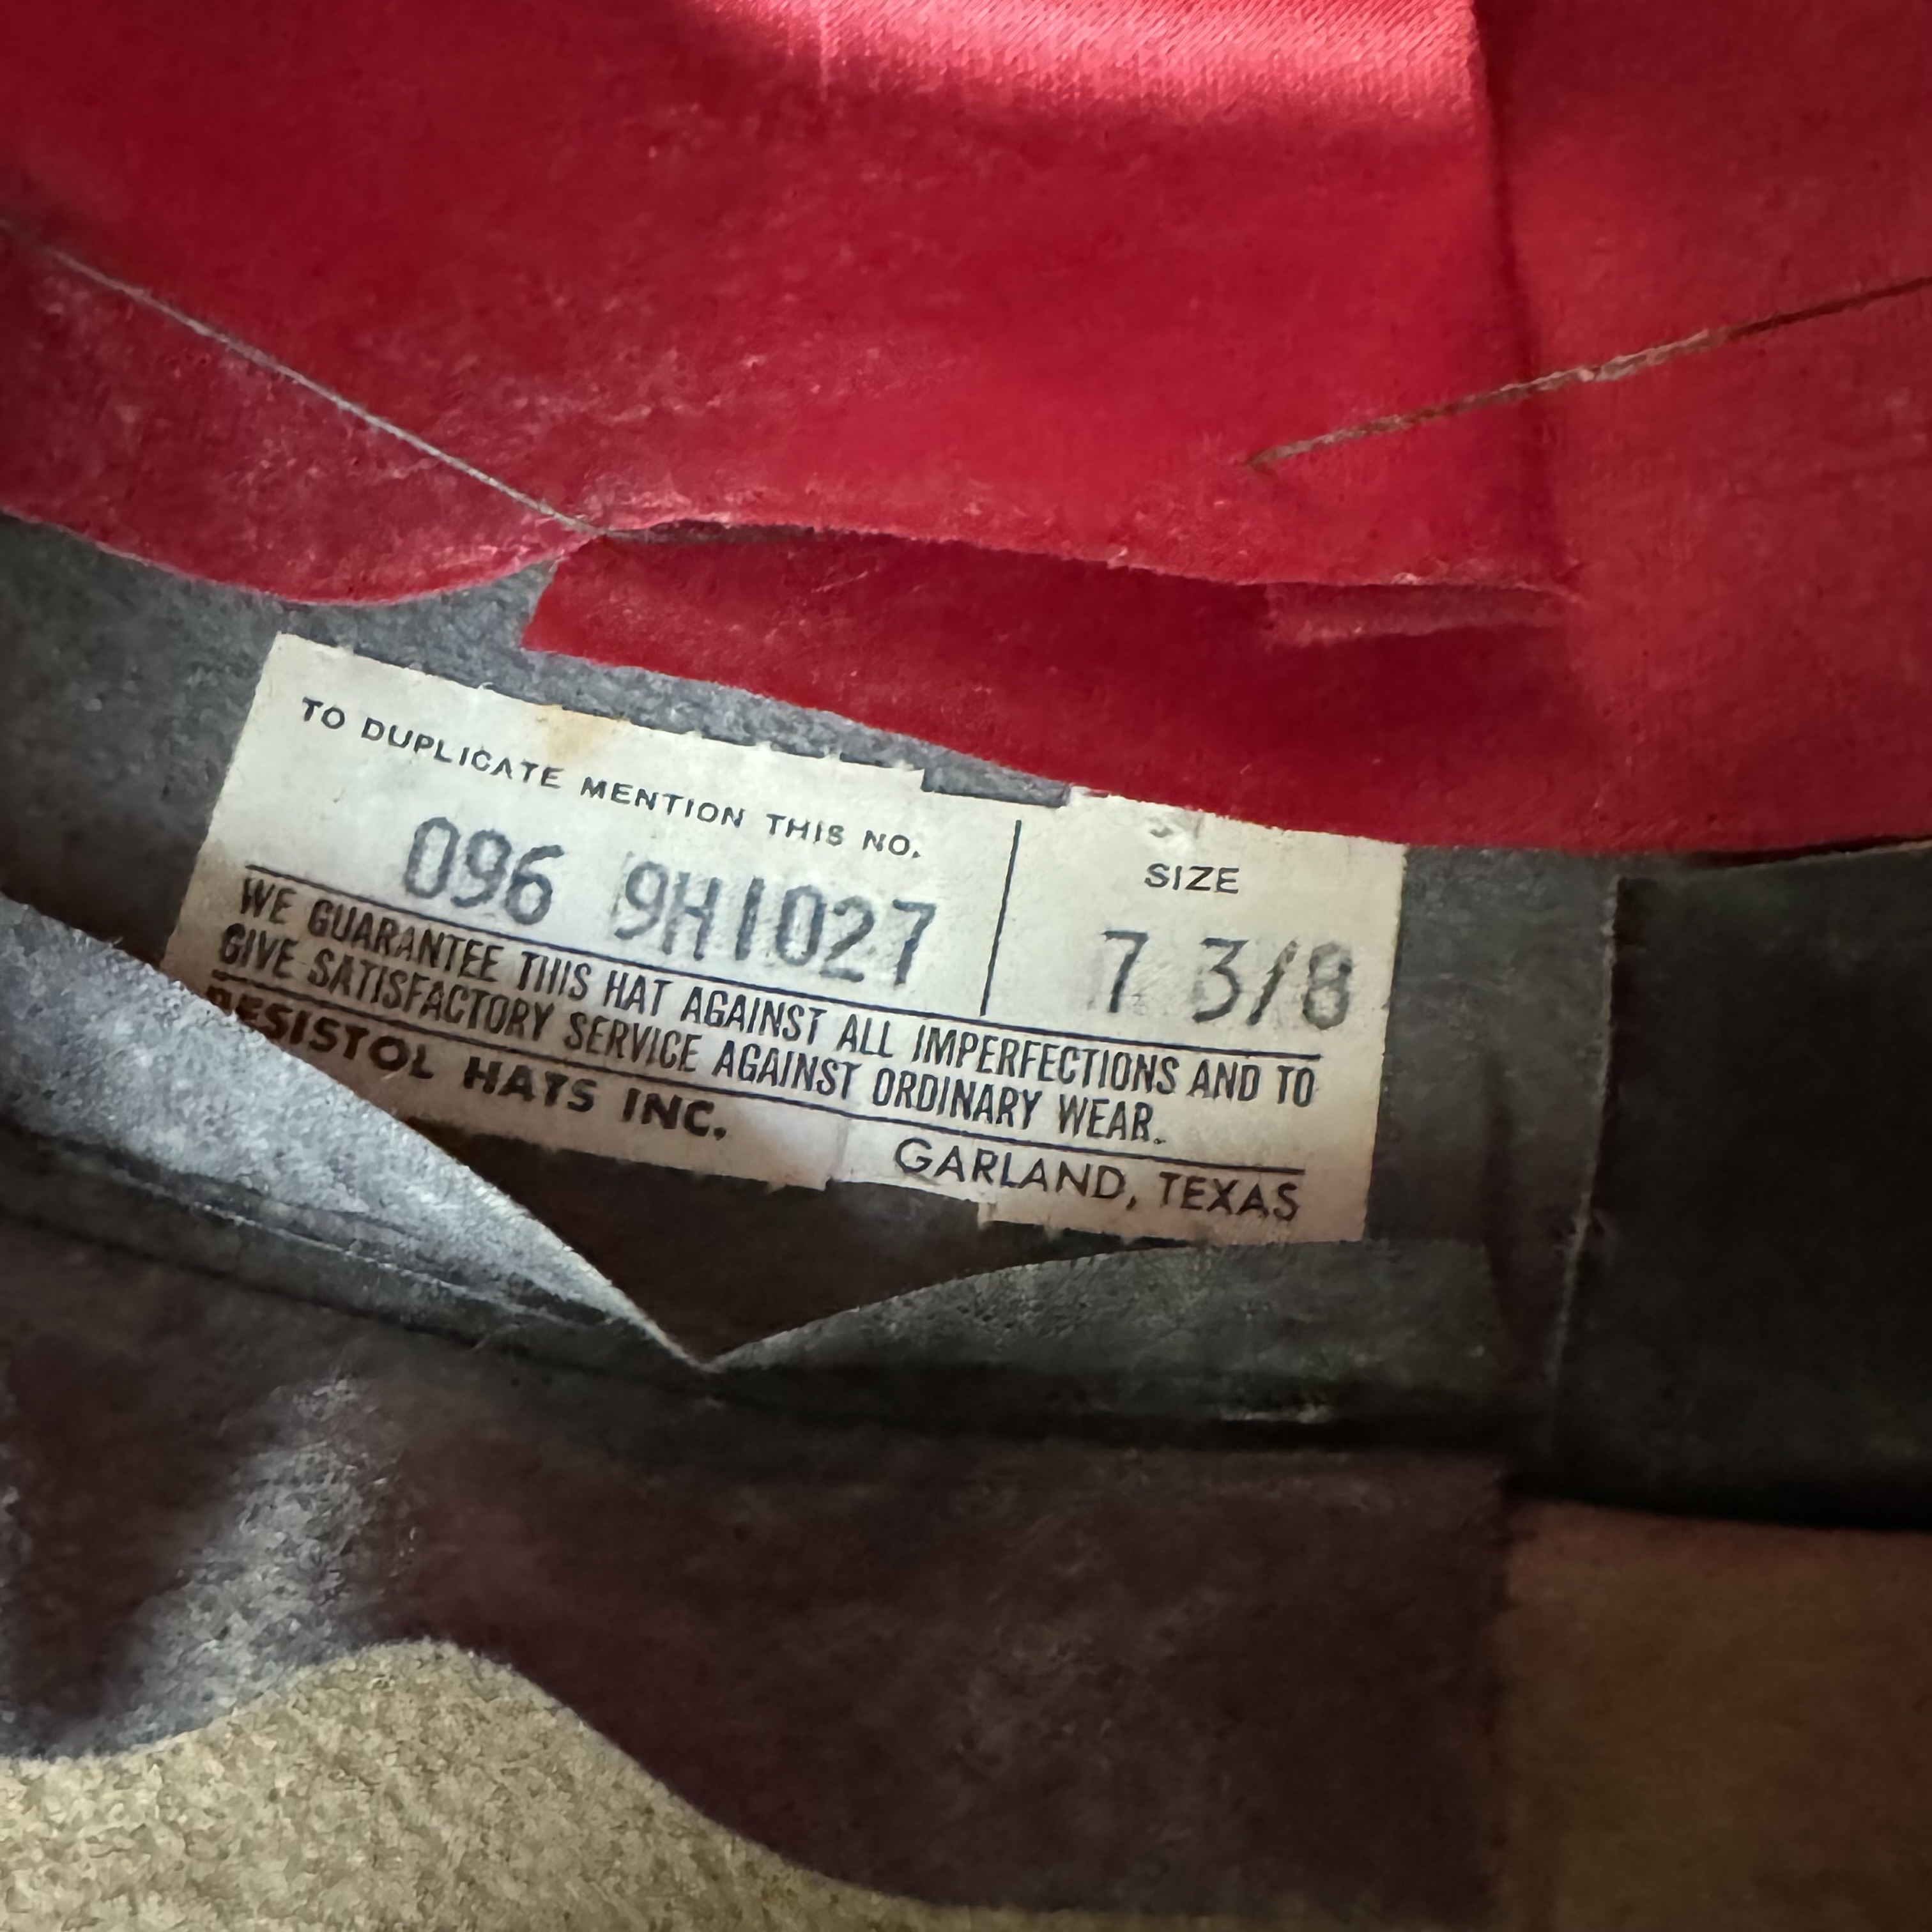 TO DUPLICATE MENTION THIS NO.
096 9H1027
SIZE
7 3/8
WE GUARANTEE THIS HAT AGAINST ALL IMPERFECTIONS AND TO
GIVE SATISFACTORY SERVICE AGAINST ORDINARY WEAR.
RESISTOL HATS INC.
GARLAND, TEXAS